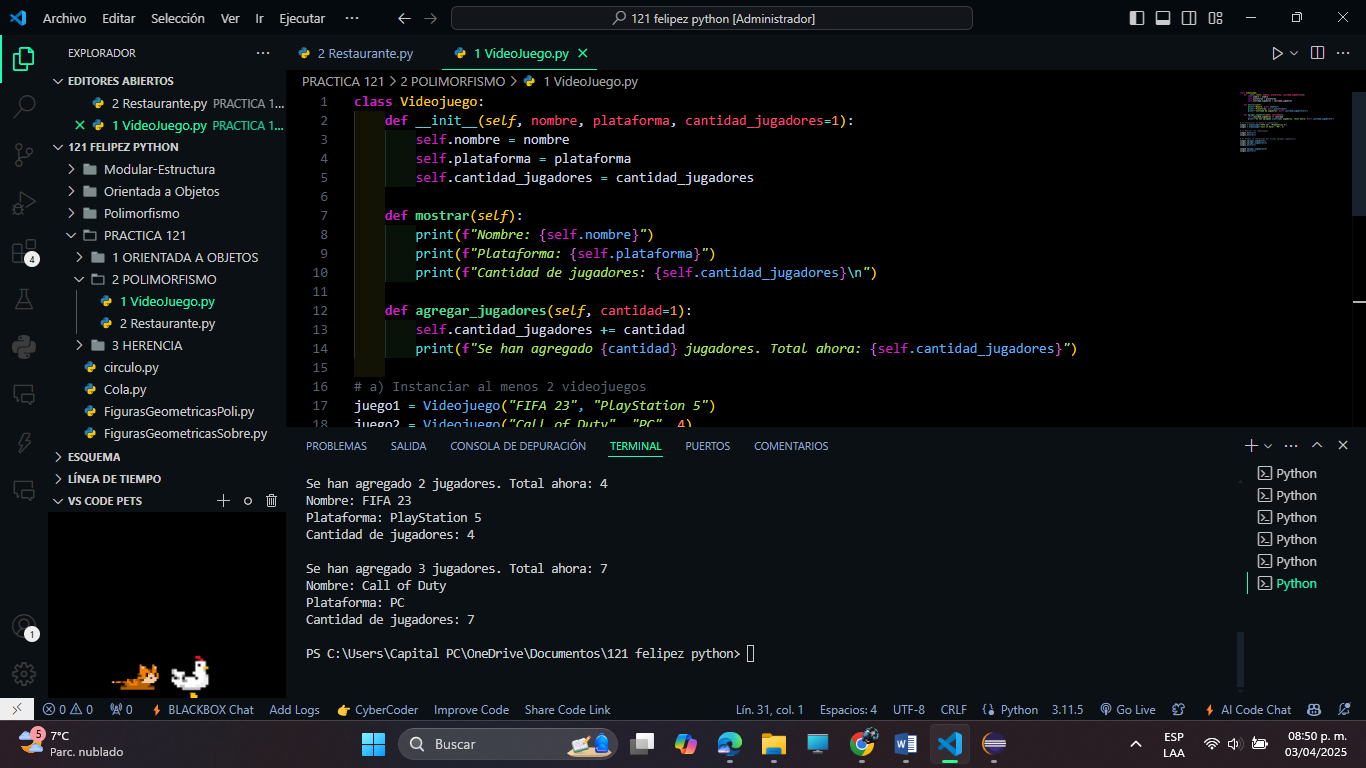 Archivo Editar Selección Ver Ir Ejecutar ···
121 felipez python [Administrador]
EXPLORADOR ···
EDITORES ABIERTOS
2 Restaurante.py PRACTICA 1...
1 VideoJuego.py PRACTICA 1...
121 FELIPEZ PYTHON
Modular-Estructura
Orientada a Objetos
Polimorfismo
PRACTICA 121
1 ORIENTADA A OBJETOS
2 POLIMORFISMO
1 VideoJuego.py
2 Restaurante.py
3 HERENCIA
circulo.py
Cola.py
FigurasGeometricasPoli.py
FigurasGeometricasSobre.py
ESQUEMA
LÍNEA DE TIEMPO
VS CODE PETS
4
1
2 Restaurante.py
1 VideoJuego.py
PRACTICA 121 > 2 POLIMORFISMO > 1 VideoJuego.py
1 class Videojuego:
2 def __init__(self, nombre, plataforma, cantidad_jugadores=1):
3 self.nombre = nombre
4 self.plataforma = plataforma
5 self.cantidad_jugadores = cantidad_jugadores
6
7 def mostrar(self):
8 print(f"Nombre: {self.nombre}")
9 print(f"Plataforma: {self.plataforma}")
10 print(f"Cantidad de jugadores: {self.cantidad_jugadores}\n")
11
12 def agregar_jugadores(self, cantidad=1):
13 self.cantidad_jugadores += cantidad
14 print(f"Se han agregado {cantidad} jugadores. Total ahora: {self.cantidad_jugadores}")
15
16 # a) Instanciar al menos 2 videojuegos
17 juego1 = Videojuego("FIFA 23", "PlayStation 5")
18 juego2 = Videojuego("Call of Duty", "PC", 4)
PROBLEMAS SALIDA CONSOLA DE DEPURACIÓN TERMINAL PUERTOS COMENTARIOS
Se han agregado 2 jugadores. Total ahora: 4
Nombre: FIFA 23
Plataforma: PlayStation 5
Cantidad de jugadores: 4
Se han agregado 3 jugadores. Total ahora: 7
Nombre: Call of Duty
Plataforma: PC
Cantidad de jugadores: 7
PS C:\Users\Capital PC\OneDrive\Documentos\121 felipez python>
Python
Python
Python
Python
Python
Python
0 0 0 BLACKBOX Chat Add Logs CyberCoder Improve Code Share Code Link Lín. 31, col. 1 Espacios: 4 UTF-8 CRLF Python 3.11.5 Go Live AI Code Chat
5
7°C
Parc. nublado
Buscar
ESP
LAA
08:50 p. m.
03/04/2025